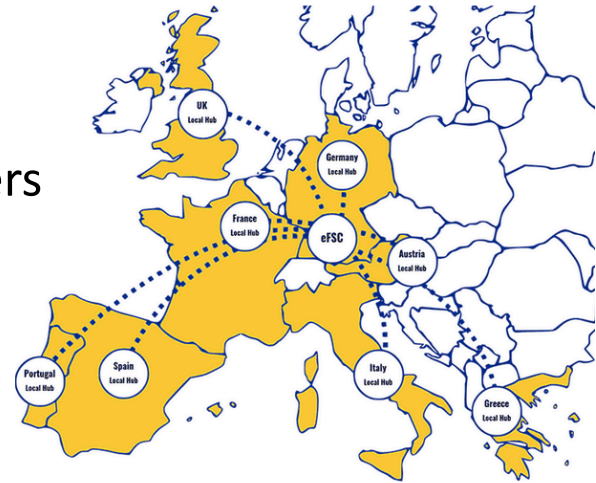 UK
Local Hub
ers
Germany
Local Hub
France
Local Hub
eFSC
Austria
Local Hub
Portugal
Local Hub
Spain
Local Hub
Italy
Local Hub
Greece
Local Hub